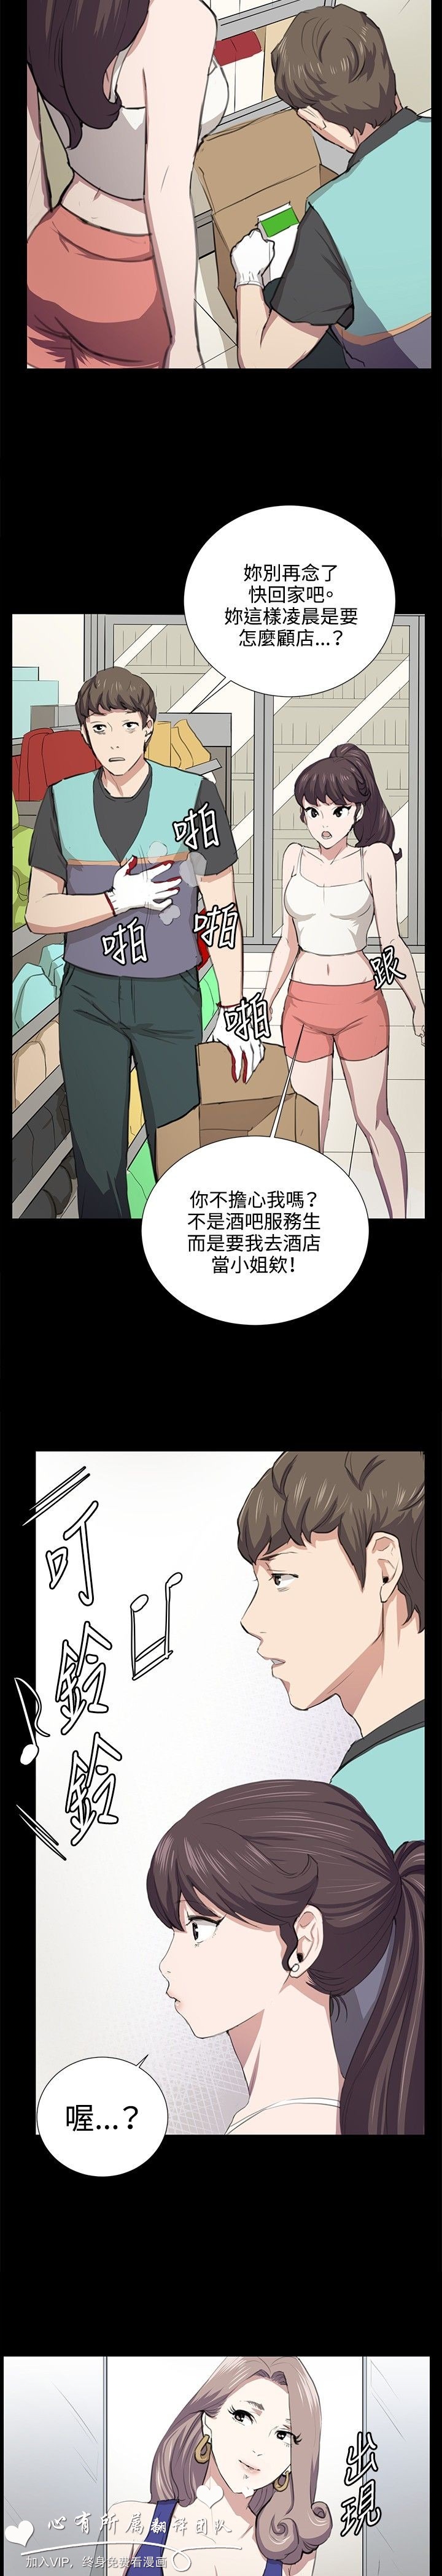 妳別再念了
快回家吧。
妳這樣凌晨是要
怎麼顧店…？
啪
啪
啪
啪
跟
你不擔心我嗎？
不是酒吧服務生
而是要我去酒店
當小姐欸！
叮鈴鈴
喔…？
出現
心有所属翻译团队
加入VIP，终身免费看漫画